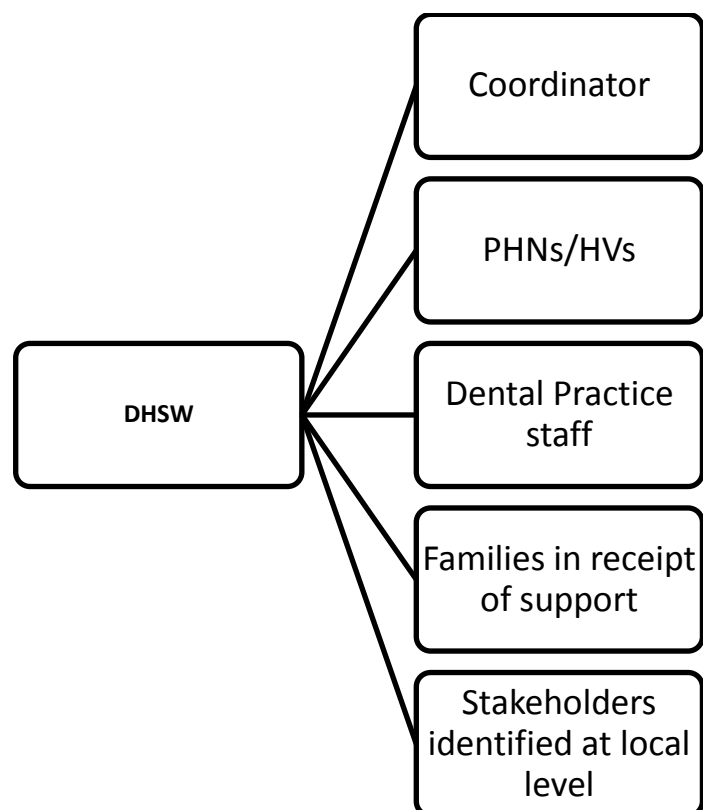 Coordinator
PHNs/HVs
DHSW
Dental Practice
staff
Families in receipt
of support
Stakeholders
identified at local
level